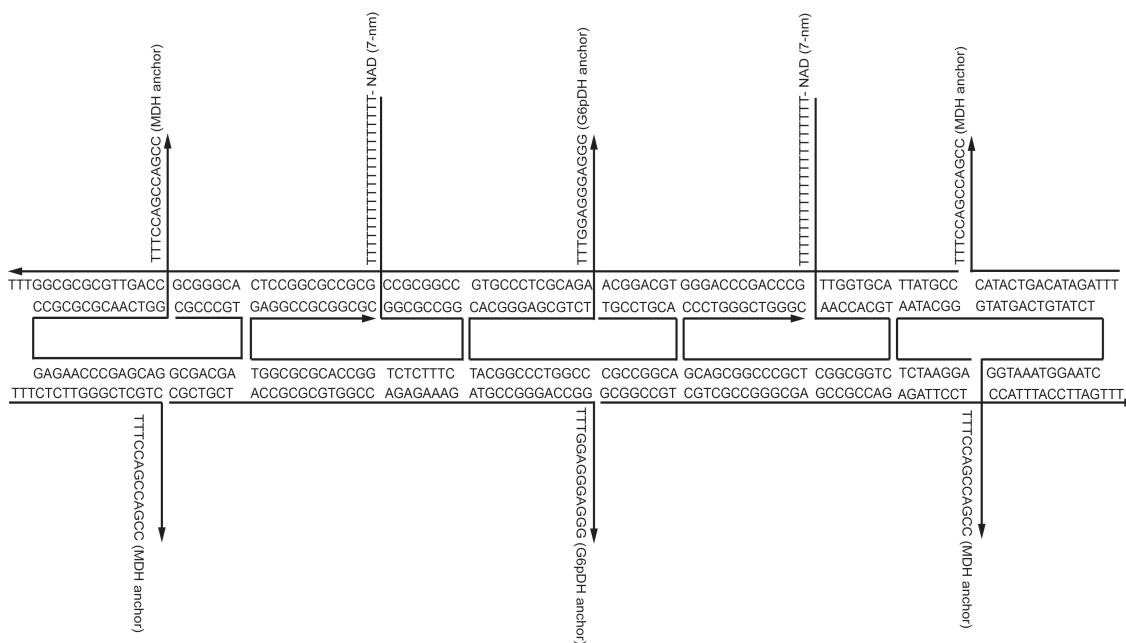 TTTCCAGCCAGCC (MDH anchor)
TTTTTTTTTTTTTTTTTTTTT- NAD (7-nm)
TTTGGAGGGAGGG (G6pDH anchor)
TTTTTTTTTTTTTTTTTTTTT- NAD (7-nm)
TTTCCAGCCAGCC (MDH anchor)
TTTGGCGCGCGTTGACC GCGGGCA CTCCGGCGCCGCG CCGCGGCC GTGCCCTCGCAGA ACGGACGT GGGACCCGACCCG TTGGTGCA TTATGCC CATACTGACATAGATTT
CCGCGCGCAACTGG CGCCCGT GAGGCCGCGGCGC GGCGCCGG CACGGGAGCGTCT TGCCTGCA CCCTGGGCTGGGC AACCACGT AATACGG GTATGACTGTATCT
GAGAACCCGAGCAG GCGACGA TGGCGCGCACCGG TCTCTTTC TACGGCCCTGGCC CGCCGGCA GCAGCGGCCCGCT CGGCGGTC TCTAAGGA GGTAAATGGAATC
TTTCTCTTGGGCTCGTC CGCTGCT ACCGCGCGTGGCC AGAGAAAG ATGCCGGGACCGG GCGGCCGT CGTCGCCGGGCGA GCCGCCAG AGATTCCT CCATTTACCTTAGTTT
TTTCCAGCCAGCC (MDH anchor)
TTTGGAGGGAGGG (G6pDH anchor)
TTTCCAGCCAGCC (MDH anchor)